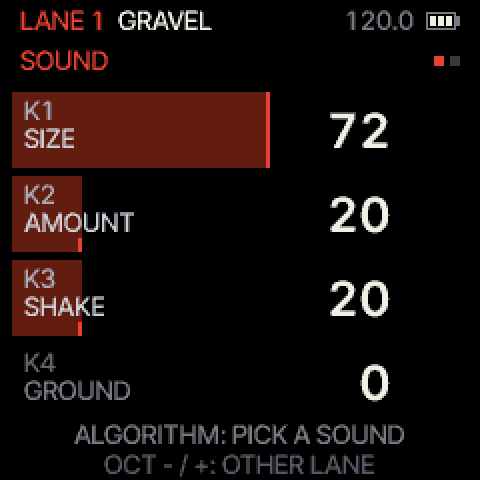 LANE 1 GRAVEL 120.0
SOUND
K1
SIZE 72
K2
AMOUNT 20
K3
SHAKE 20
K4
GROUND 0
ALGORITHM: PICK A SOUND
OCT - / +: OTHER LANE